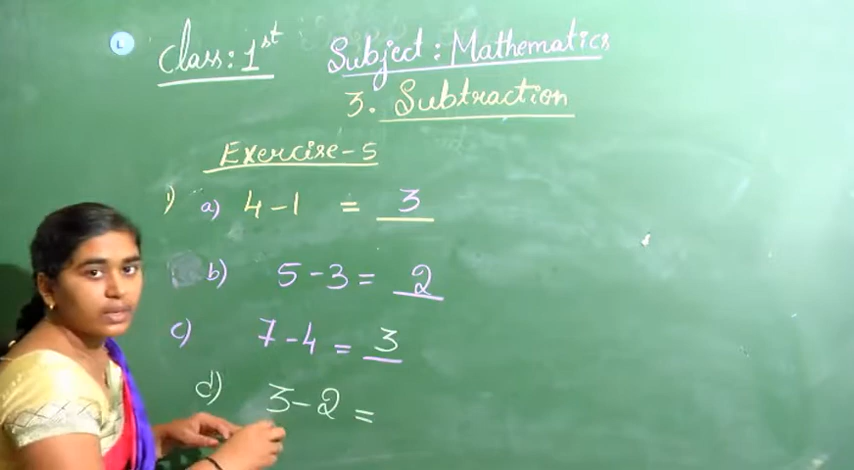 L
Class: 1st Subject: Mathematics
3. Subtraction
Exercise-5
1) a) 4-1 = 3
b) 5-3= 2
c) 7-4 = 3
d) 3-2 =